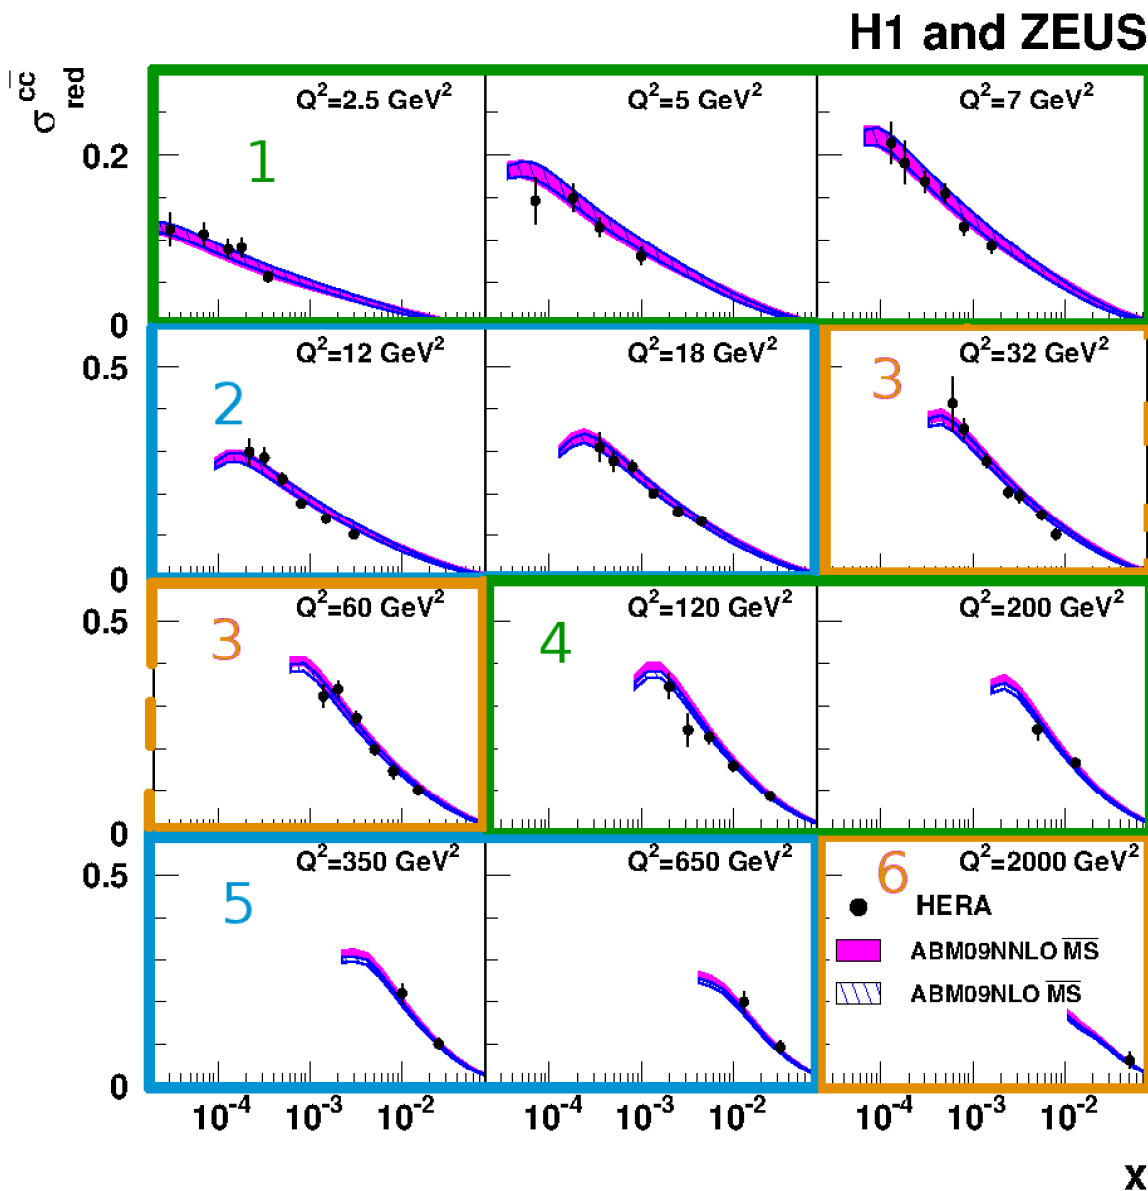 H1 and ZEUS
σ red cc̄
Q²=2.5 GeV² Q²=5 GeV² Q²=7 GeV²
1
0.2
0
Q²=12 GeV² Q²=18 GeV² Q²=32 GeV²
0.5
2 3
0
Q²=60 GeV² Q²=120 GeV² Q²=200 GeV²
0.5
3 4
0
Q²=350 GeV² Q²=650 GeV² Q²=2000 GeV²
0.5
5 6
HERA
ABM09NNLO M̅S̅
ABM09NLO M̅S̅
0
10⁻⁴ 10⁻³ 10⁻² 10⁻⁴ 10⁻³ 10⁻² 10⁻⁴ 10⁻³ 10⁻²
x